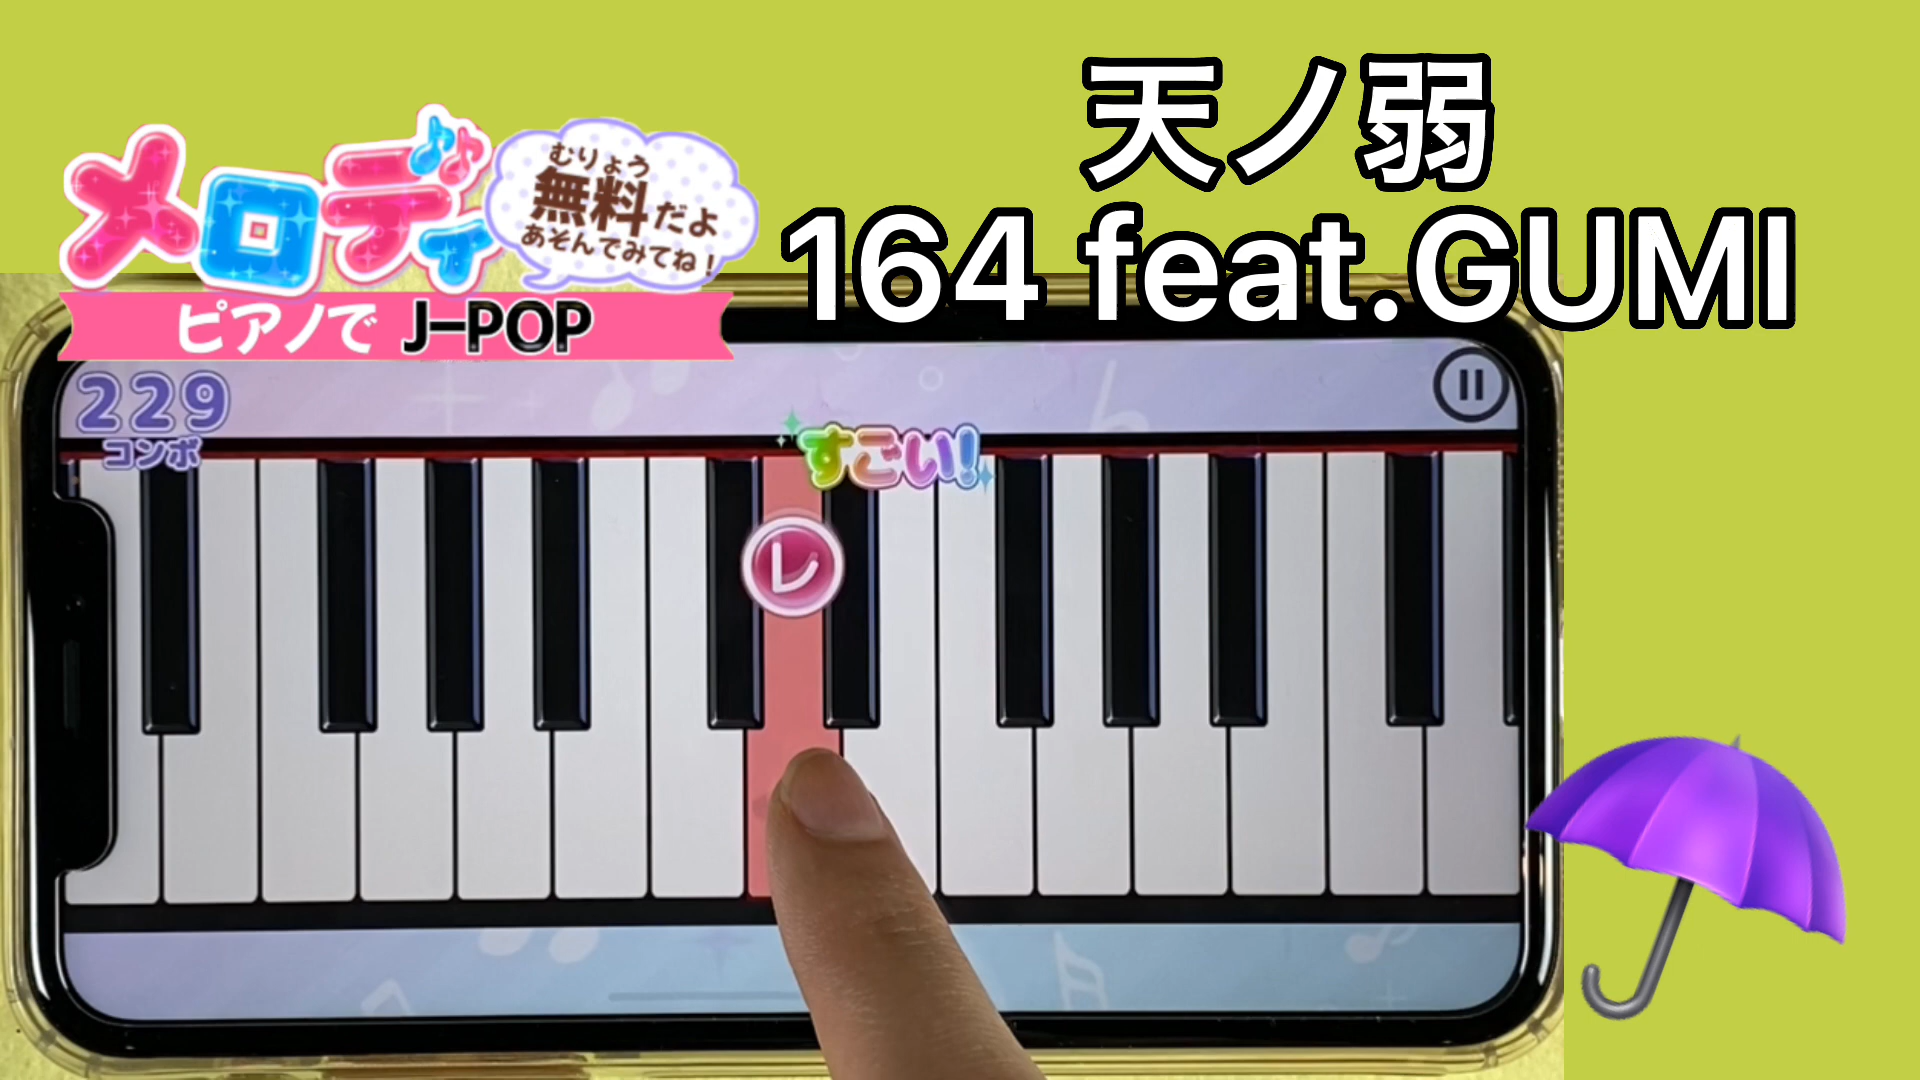 天ノ弱
164 feat.GUMI
メロディ
むりょう
無料だよ
あそんでみてね！
ピアノで J-POP
229
コンボ
すごい!
レ